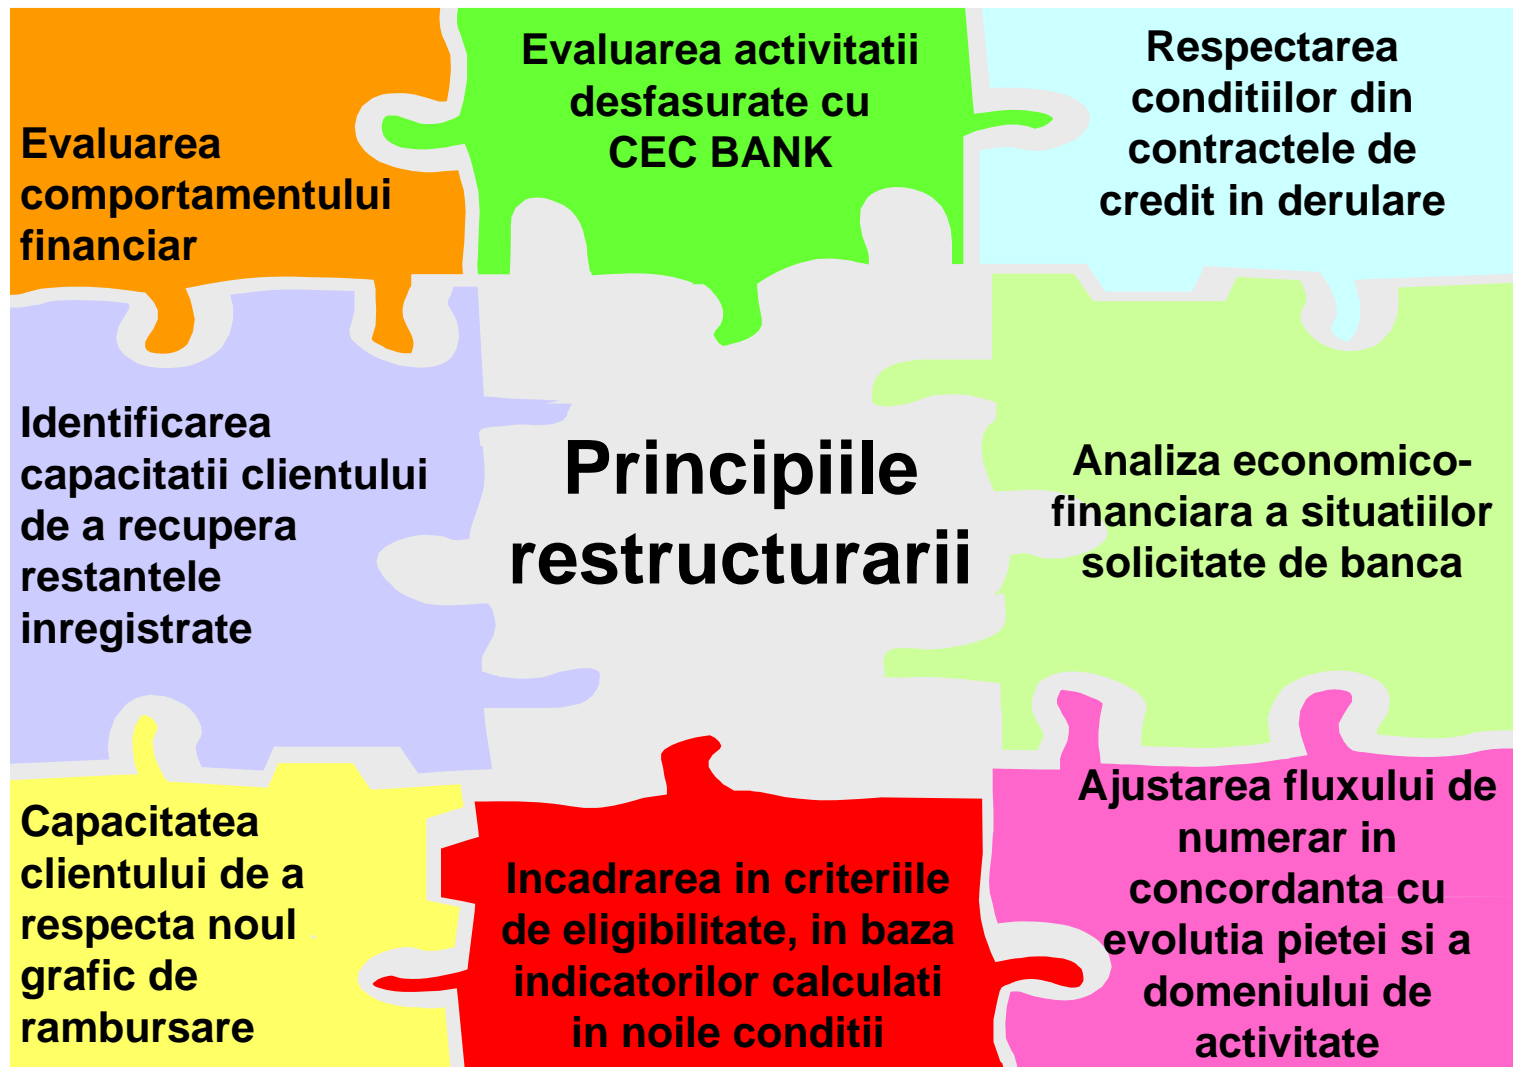 Evaluarea
comportamentului
financiar
Evaluarea activitatii
desfasurate cu
CEC BANK
Respectarea
conditiilor din
contractele de
credit in derulare
Identificarea
capacitatii clientului
de a recupera
restantele
inregistrate
Principiile
restructurarii
Analiza economico-
financiara a situatiilor
solicitate de banca
Capacitatea
clientului de a
respecta noul
grafic de
rambursare
Incadrarea in criteriile
de eligibilitate, in baza
indicatorilor calculati
in noile conditii
Ajustarea fluxului de
numerar in
concordanta cu
evolutia pietei si a
domeniului de
activitate